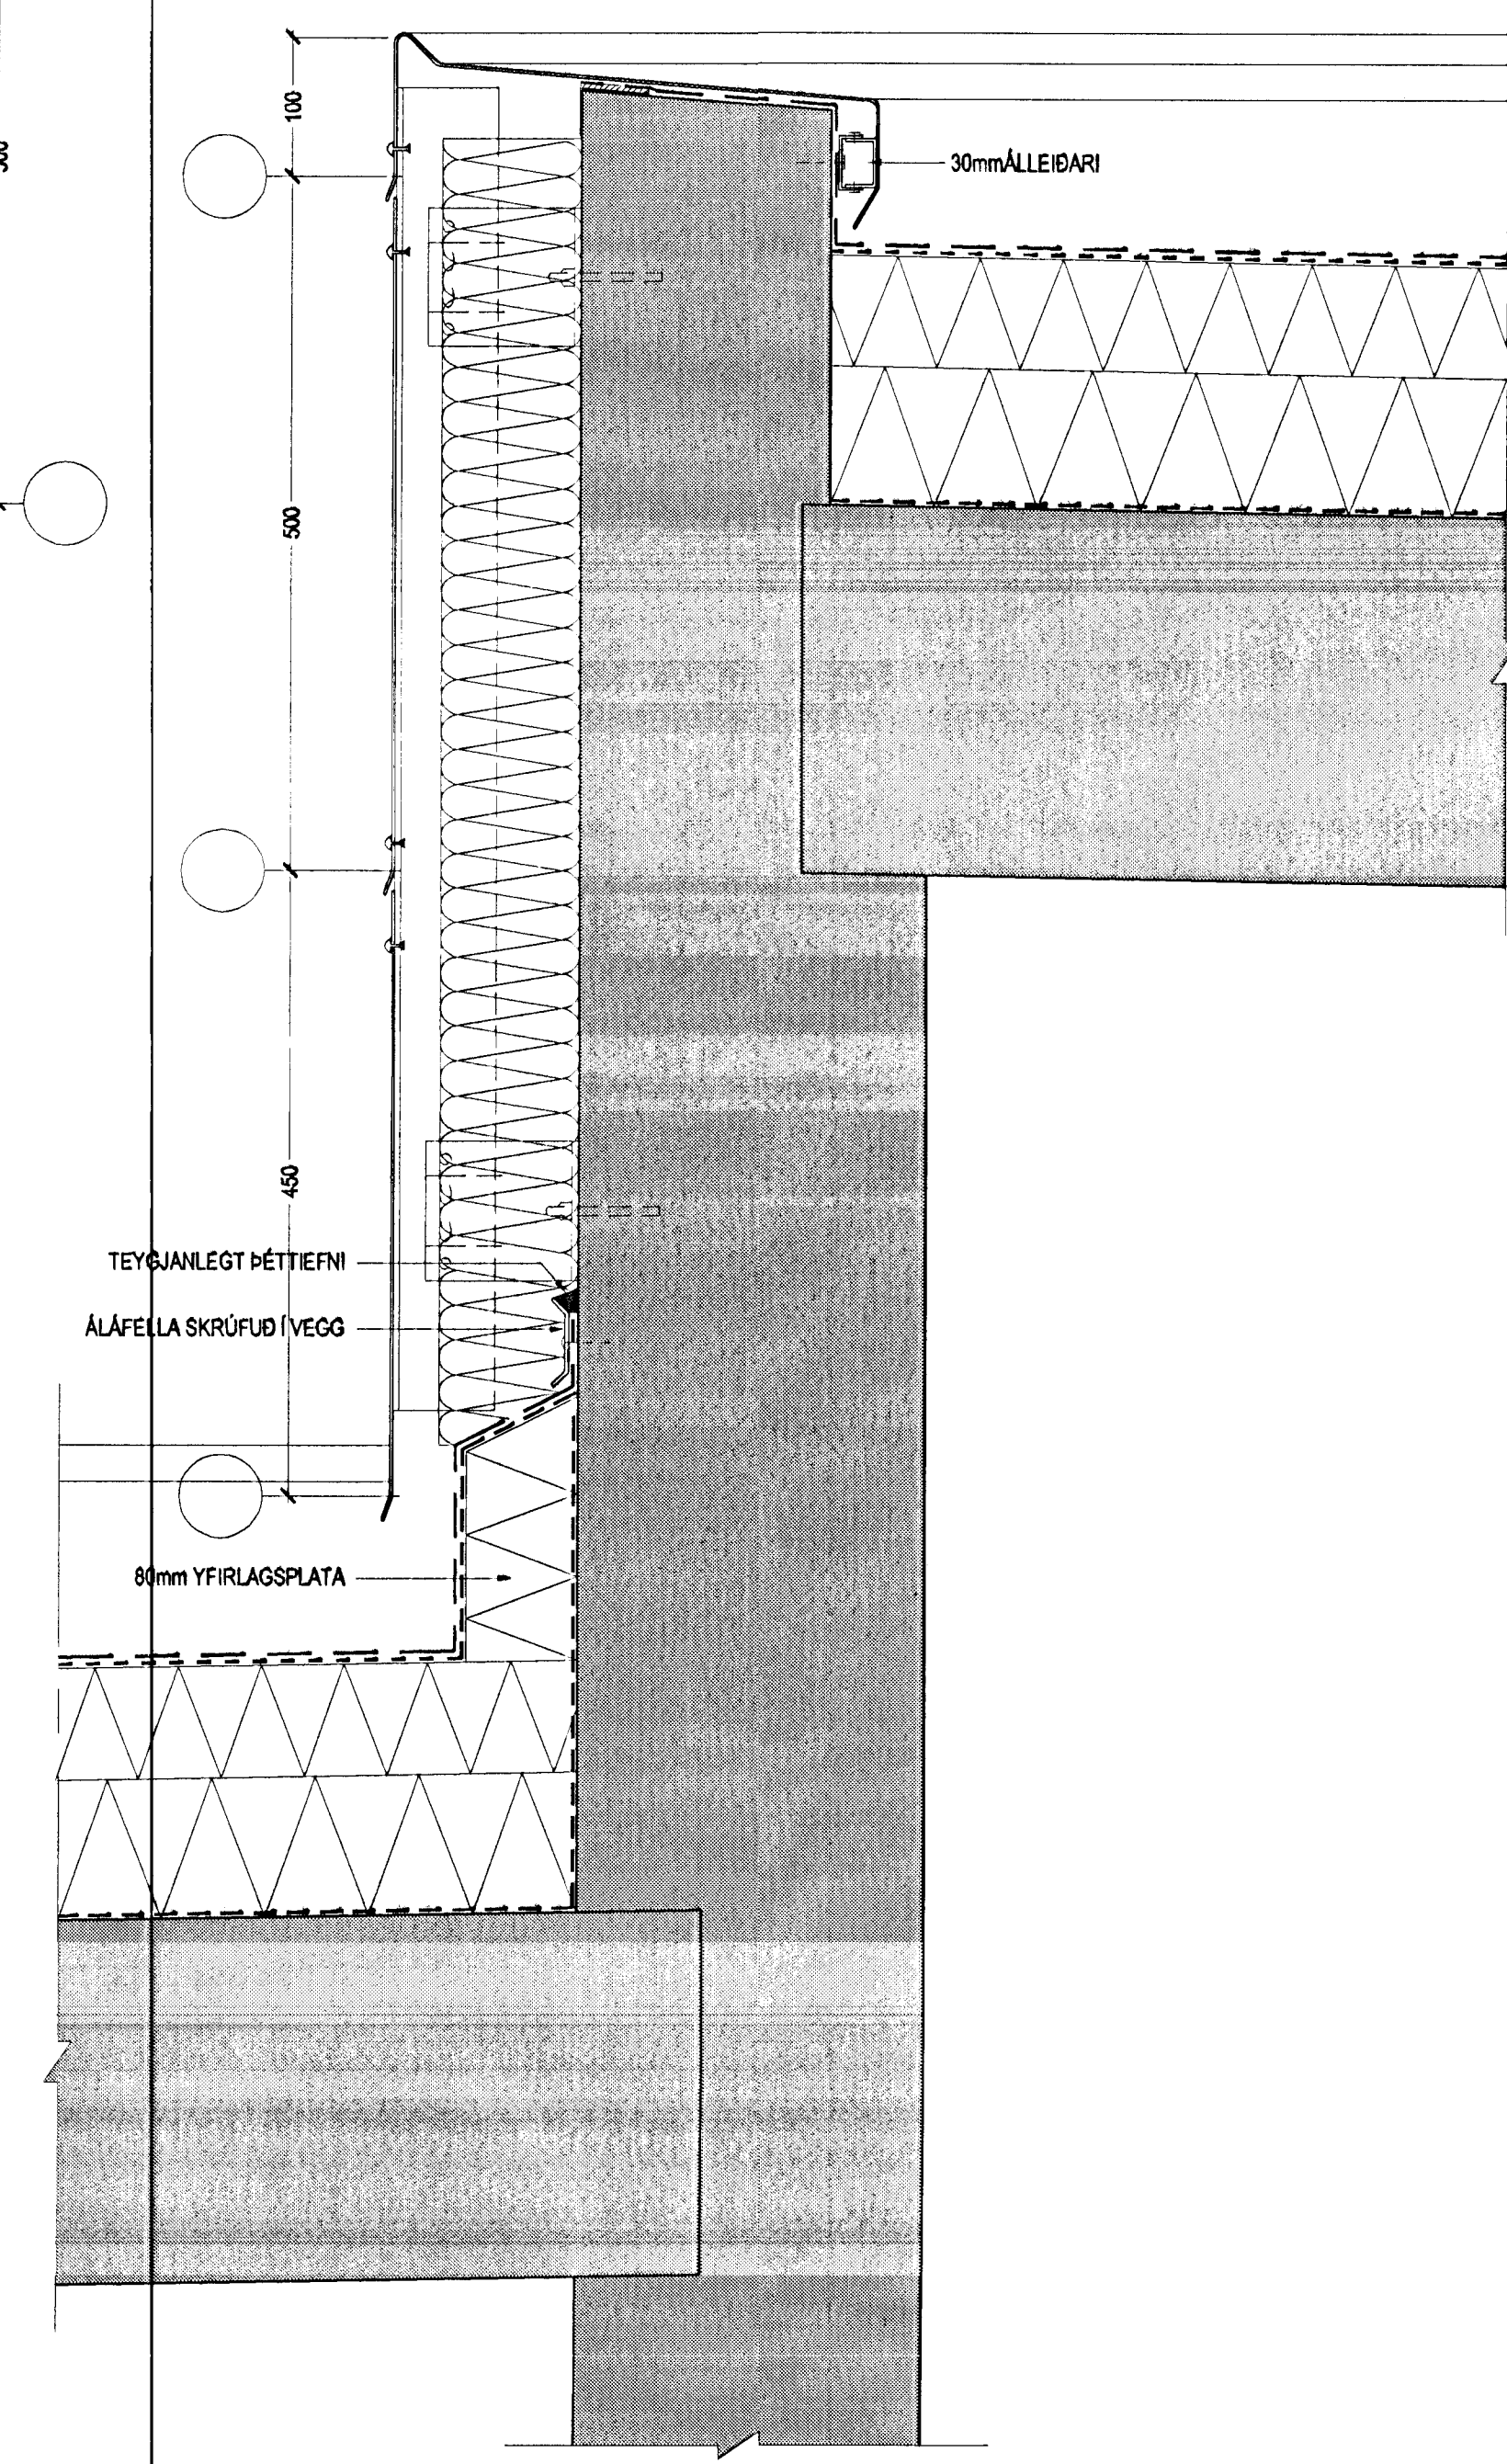 100
30mmÁLLEIÐARI
500
450
TEYGJANLEGT ÞÉTTIEFNI
ÁLÁFELLA SKRÚFUÐ Í VEGG
80mm YFIRLAGSPLATA